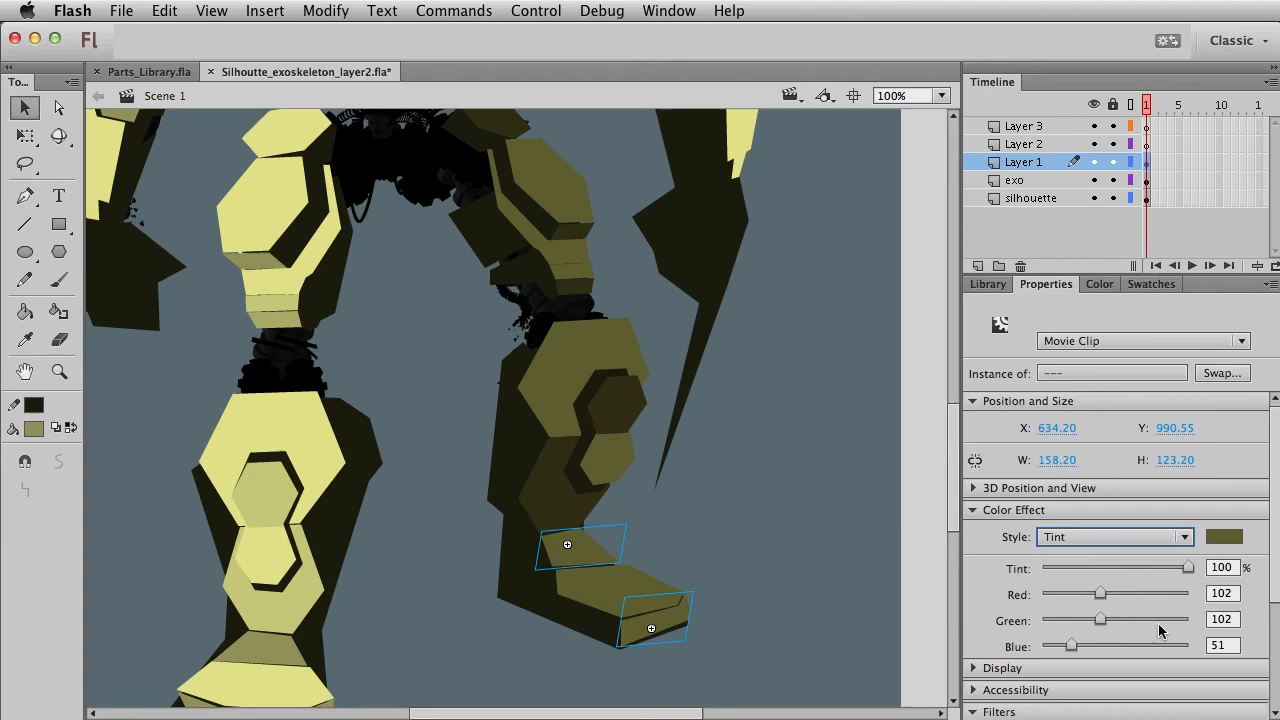 Flash File Edit View Insert Modify Text Commands Control Debug Window Help
Fl Classic
To... Parts_Library.fla Silhoutte_exoskeleton_layer2.fla* Timeline
Scene 1 100%
1 5 10 1
Layer 3
Layer 2
Layer 1
exo
silhouette
Library Properties Color Swatches
Movie Clip
Instance of: --- Swap...
Position and Size
X: 634.20 Y: 990.55
W: 158.20 H: 123.20
3D Position and View
Color Effect
Style: Tint
Tint: 100 %
Red: 102
Green: 102
Blue: 51
Display
Accessibility
Filters
T